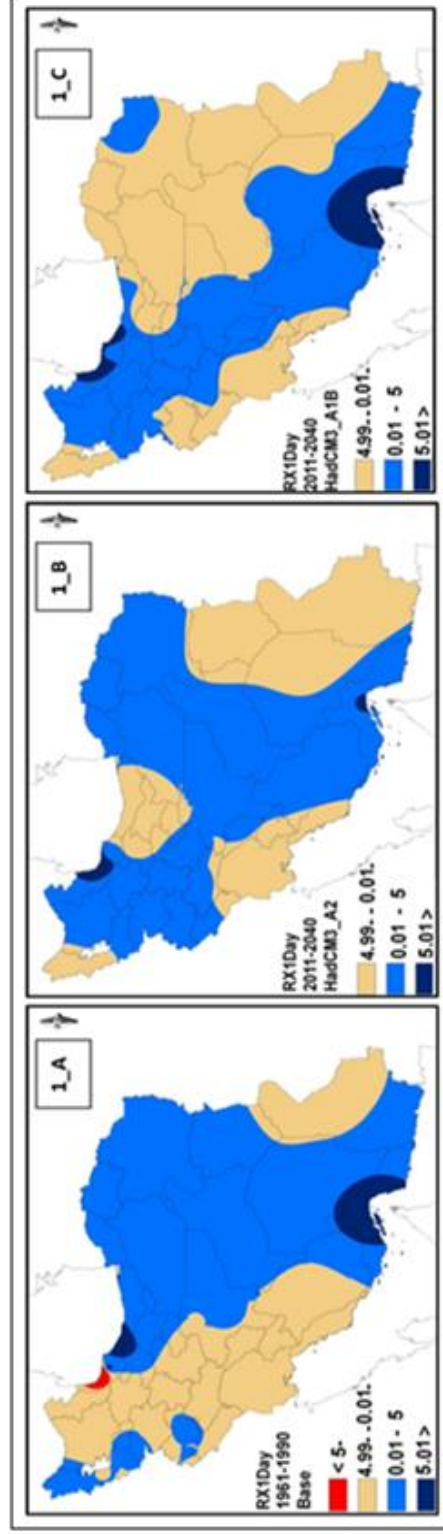 1_A
RX1Day
1961-1990
Base
< 5-
4.99- - 0.01-
0.01 - 5
5.01>
1_B
RX1Day
2011-2040
HadCM3_A2
4.99- - 0.01-
0.01 - 5
5.01>
1_C
RX1Day
2011-2040
HadCM3_A1B
4.99- - 0.01-
0.01 - 5
5.01>